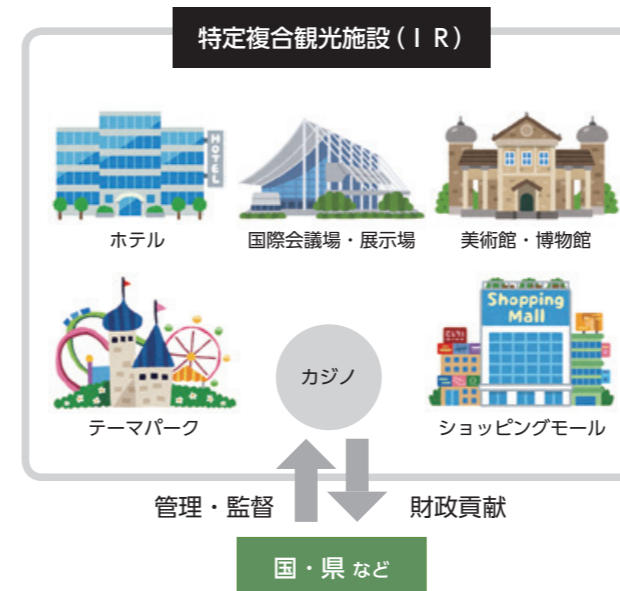 特定複合観光施設(ＩＲ)
HOTEL
ホテル
国際会議場・展示場
美術館・博物館
Shopping
Mall
カジノ
テーマパーク
ショッピングモール
管理・監督
財政貢献
国・県 など